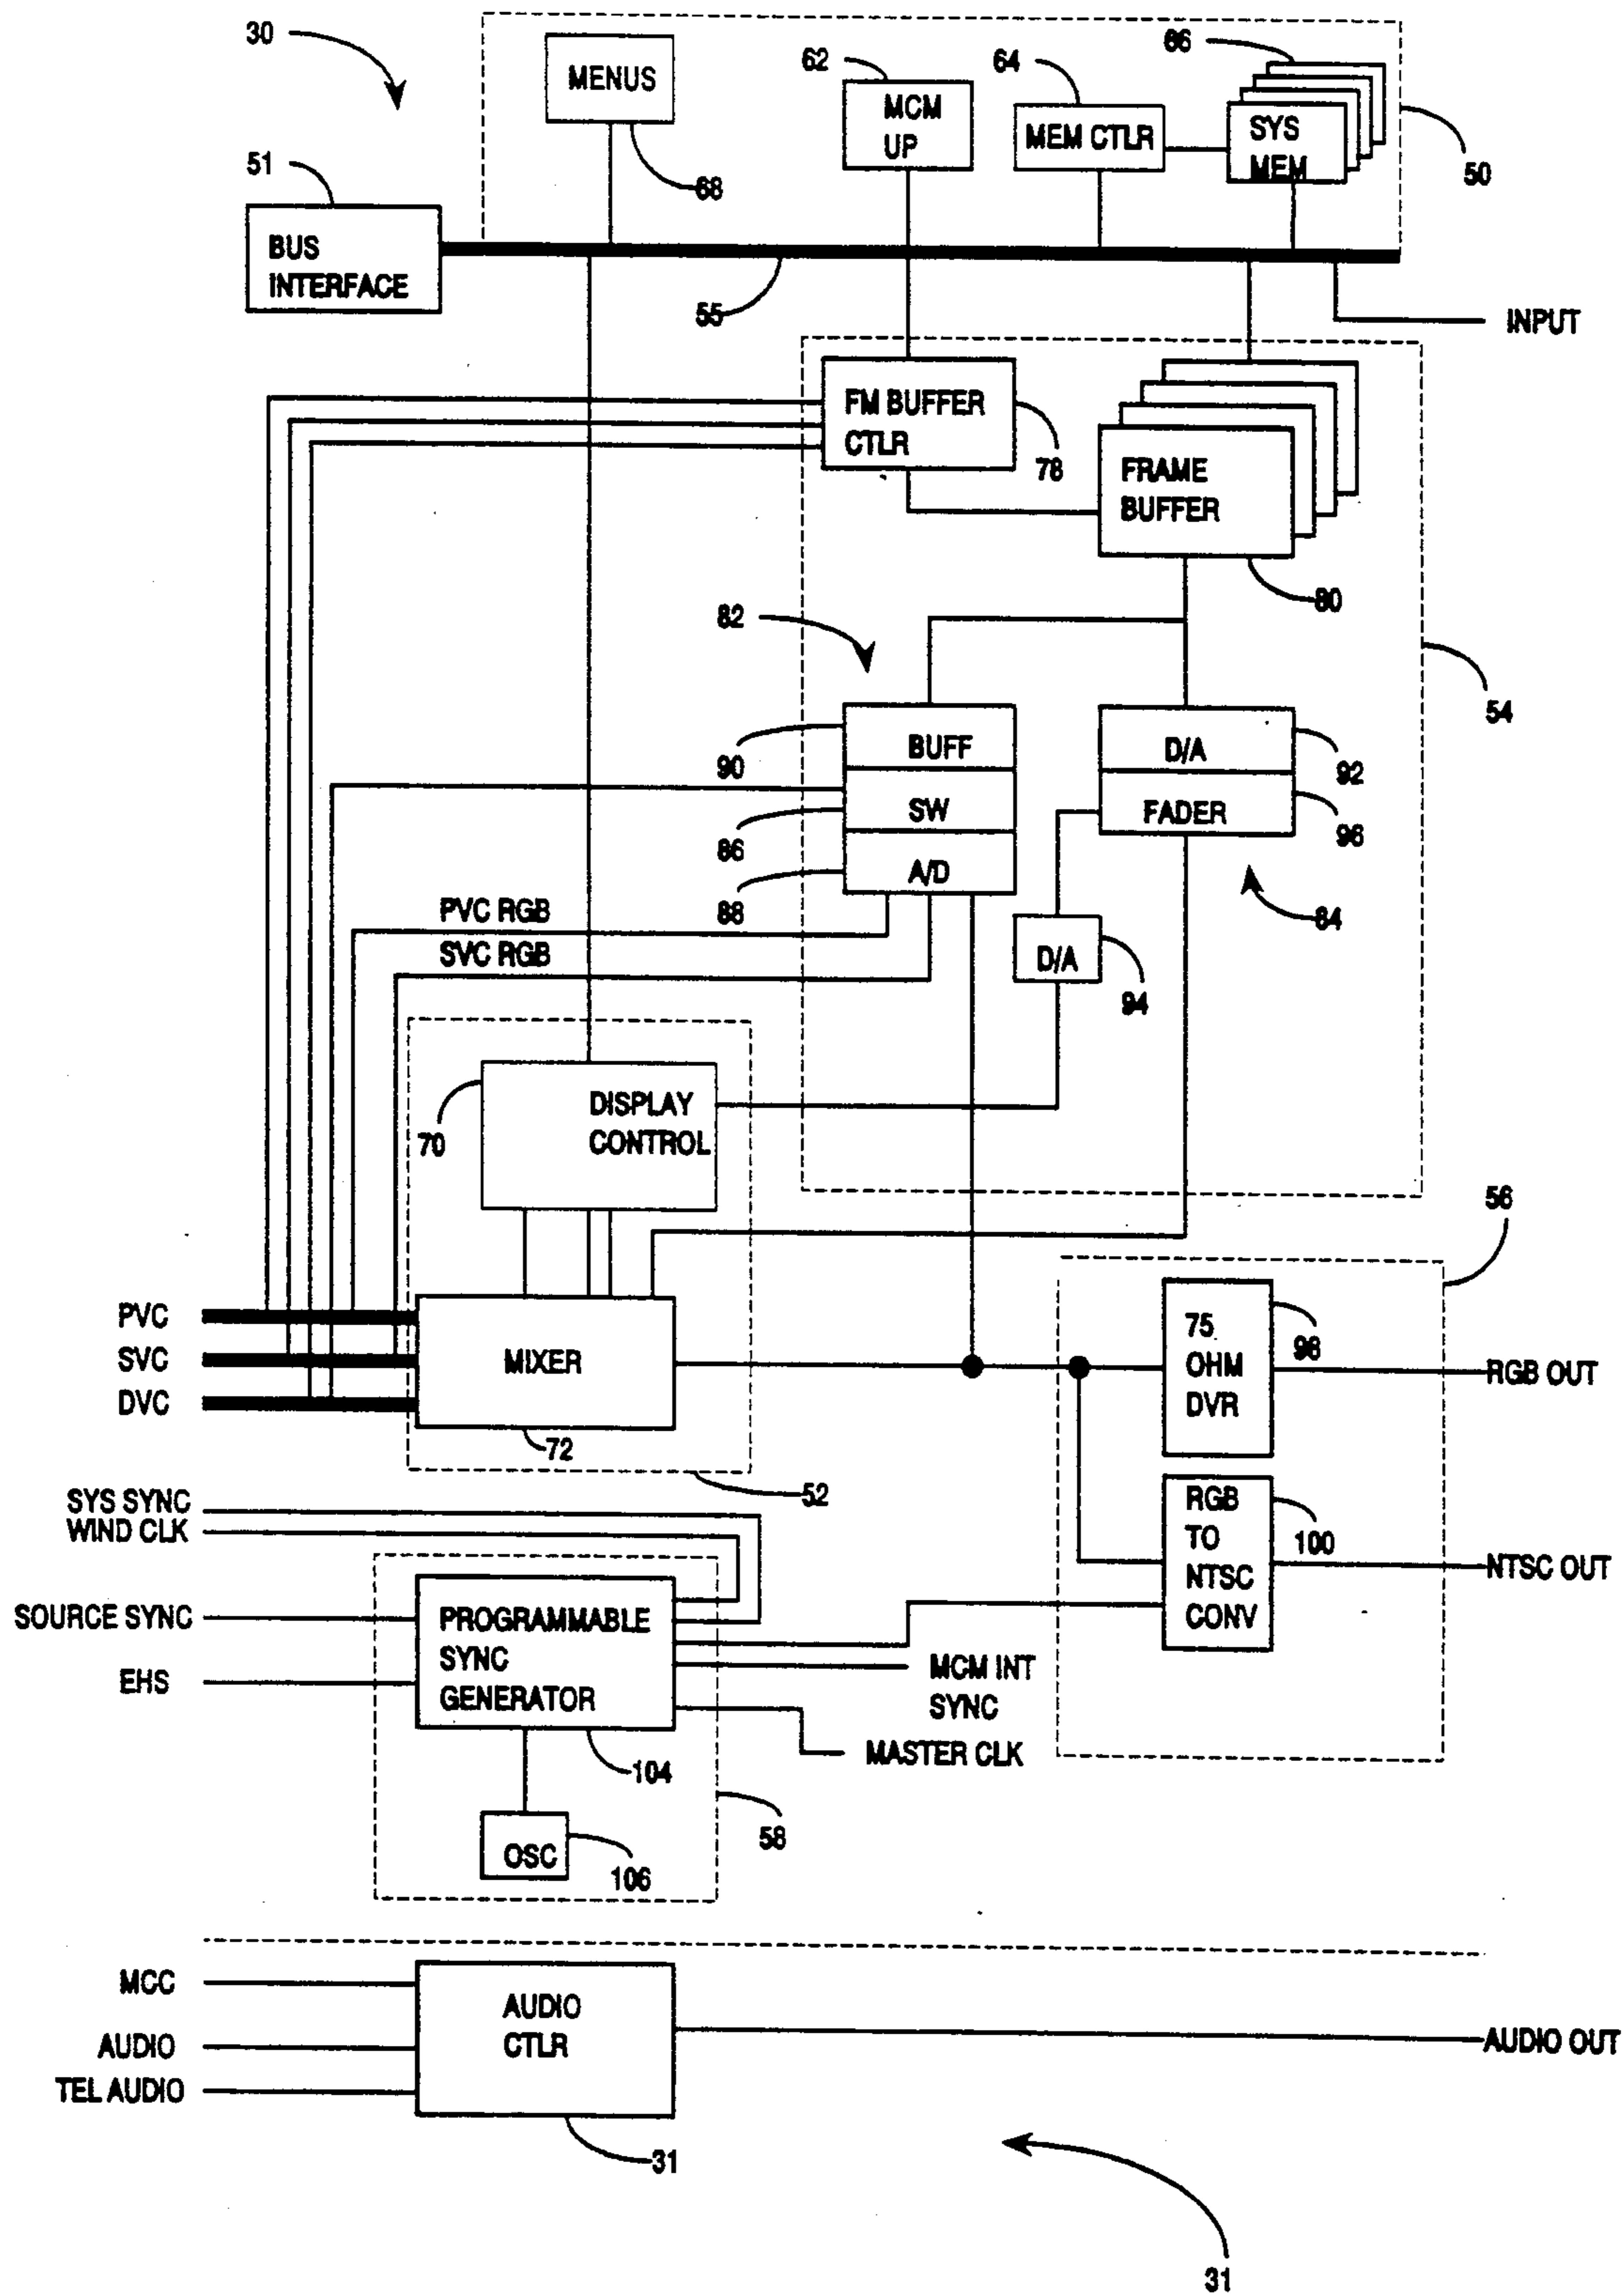 30
MENUS
68
62
MCM
UP
64
MEM CTLR
66
SYS
MEM
50
51
BUS
INTERFACE
55
INPUT
FM BUFFER
CTLR
78
FRAME
BUFFER
80
82
54
90
BUFF
86
SW
88
A/D
D/A
92
FADER
96
84
D/A
94
PVC RGB
SVC RGB
70
DISPLAY
CONTROL
56
PVC
SVC
DVC
MIXER
72
75
OHM
DVR
98
RGB OUT
52
SYS SYNC
WIND CLK
RGB
TO
NTSC
CONV
100
NTSC OUT
SOURCE SYNC
EHS
PROGRAMMABLE
SYNC
GENERATOR
104
MCM INT
SYNC
MASTER CLK
58
OSC
106
MCC
AUDIO
TEL AUDIO
AUDIO
CTLR
31
AUDIO OUT
31